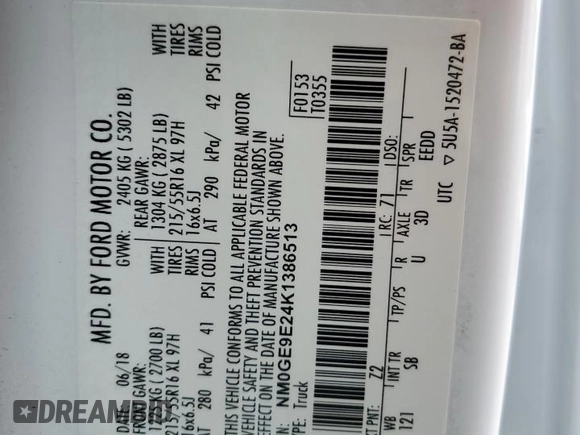 MFD. BY FORD MOTOR CO.
DATE: 06/18 GVWR: 2405 KG ( 5302 LB)
FRONT GAWR: REAR GAWR:
KG ( 2700 LB) WITH 1304 KG ( 2875 LB) WITH
215/55R16 XL 97H TIRES 215/55R16 XL 97H TIRES
16x6.5J RIMS 16x6.5J RIMS
AT 280 kPa/ 41 PSI COLD AT 290 kPa/ 42 PSI COLD
THIS VEHICLE CONFORMS TO ALL APPLICABLE FEDERAL MOTOR
VEHICLE SAFETY AND THEFT PREVENTION STANDARDS IN
EFFECT ON THE DATE OF MANUFACTURE SHOWN ABOVE.
VIN: NM0GE9E24K1386513 F0153
TYPE: Truck T0355
EXT PNT: Z2 RC: 71 DSO:
WB INT TR TP/PS R AXLE TR SPR
121 SB U 3D EEDD
UTC ▽ 5U5A-1520472-BA
DREAMBID